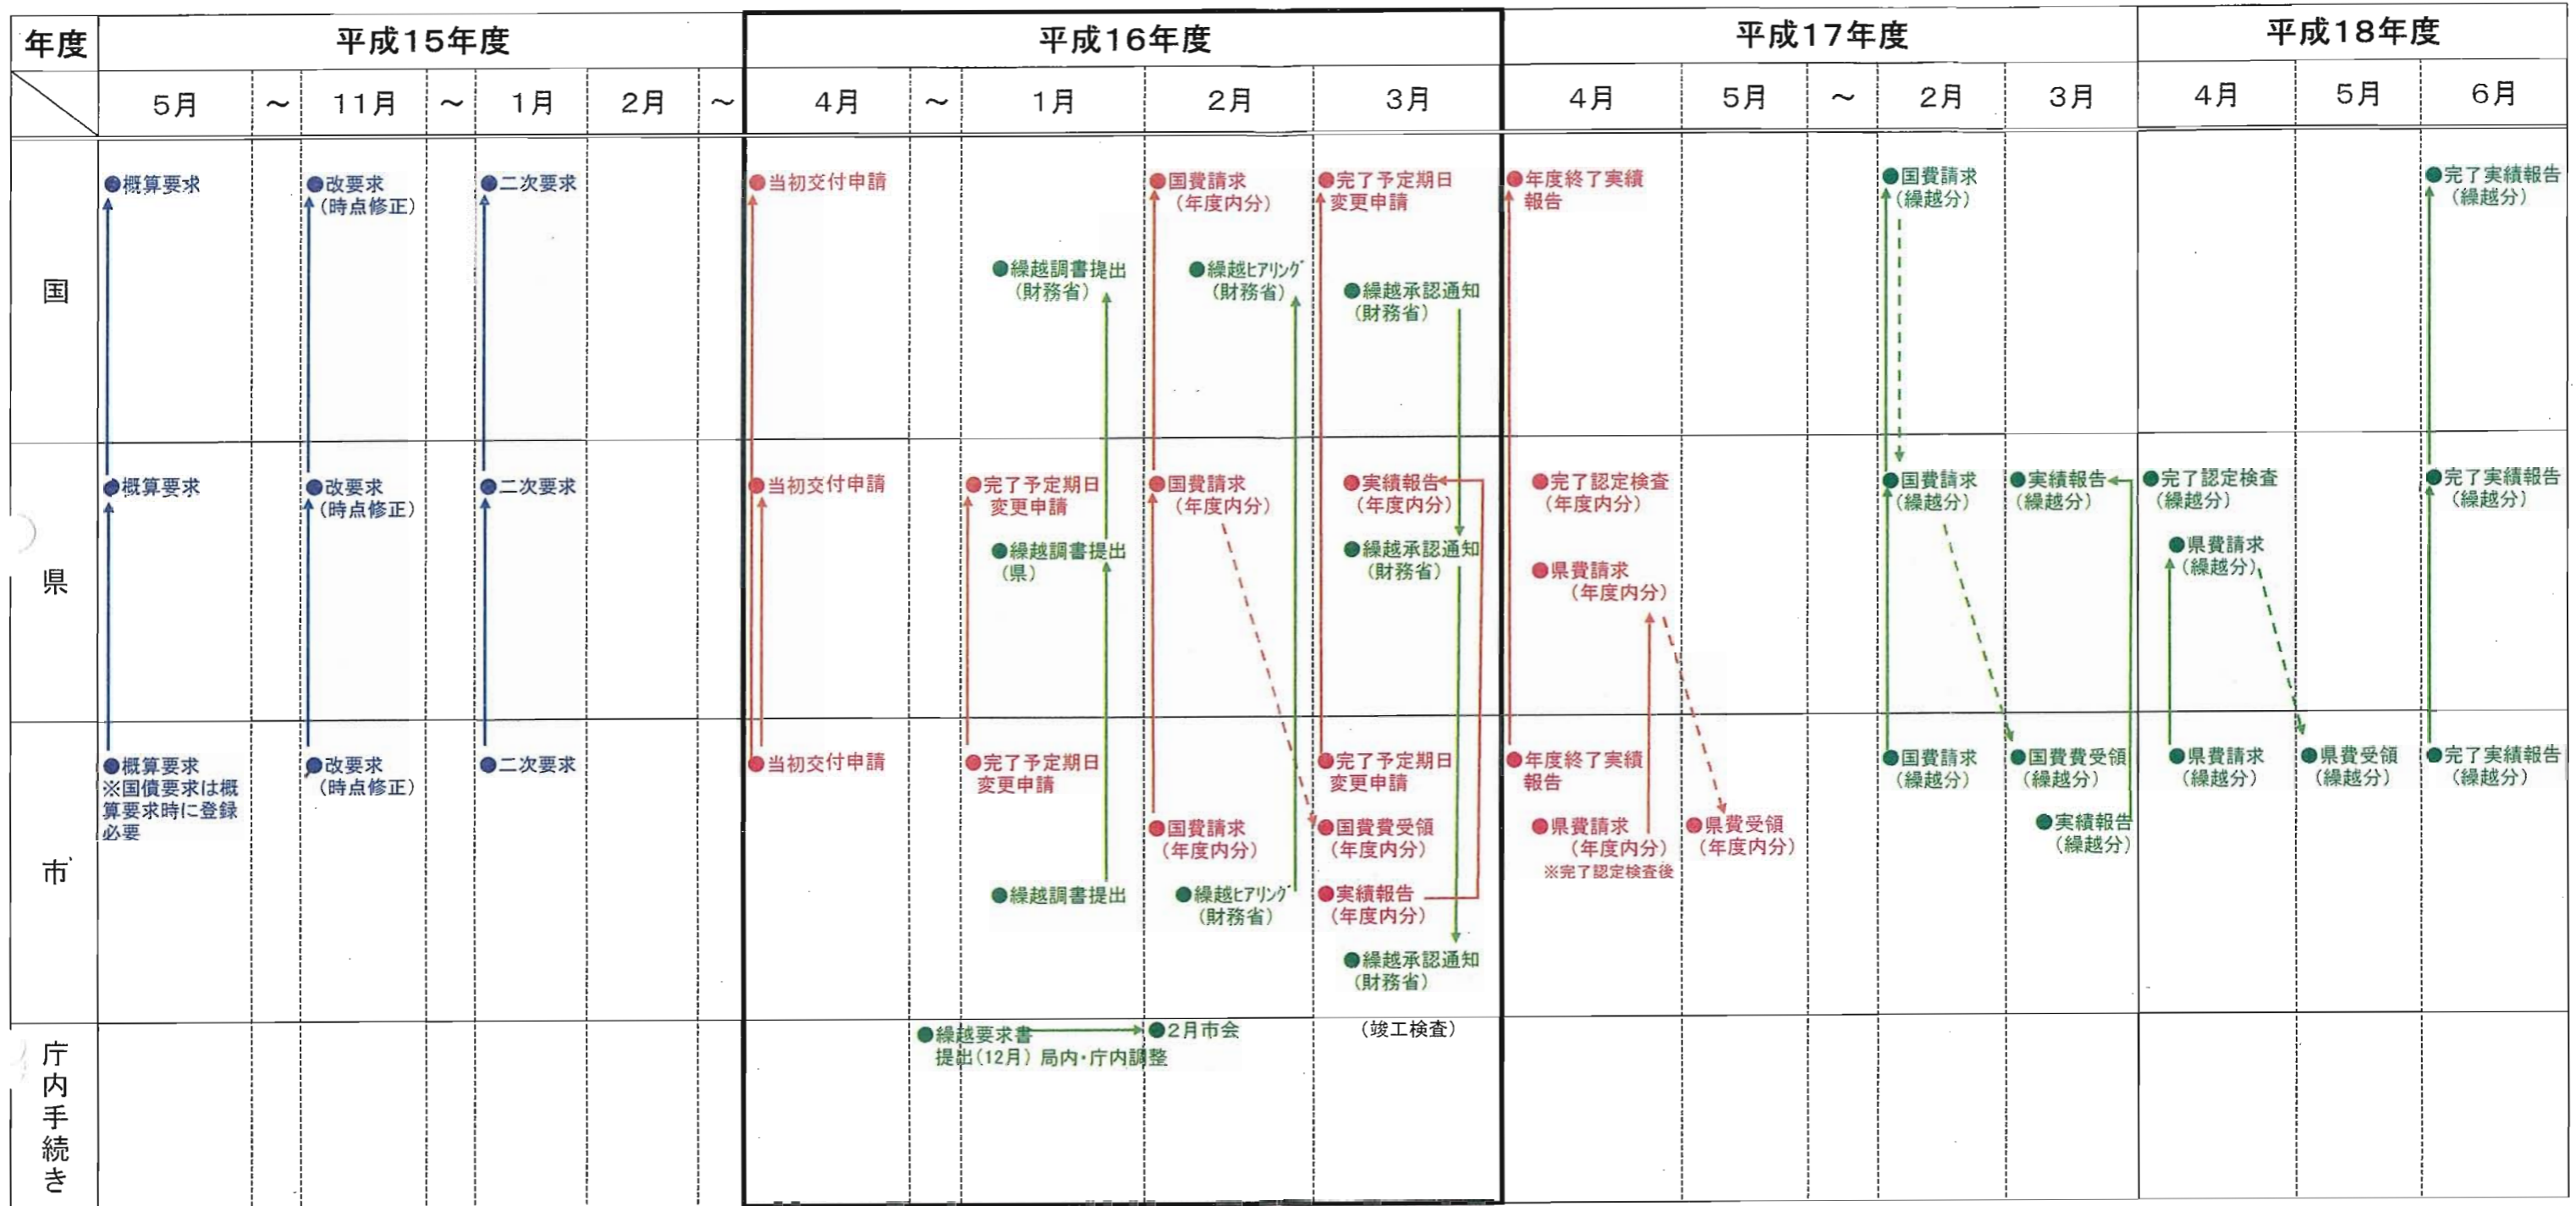 年度
平成15年度
平成16年度
平成17年度
平成18年度
5月
～
11月
～
1月
2月
～
4月
～
1月
2月
3月
4月
5月
～
2月
3月
4月
5月
6月
国
●概算要求
●改要求
(時点修正)
●二次要求
●当初交付申請
●繰越調書提出
(財務省)
●国費請求
(年度内分)
●繰越ﾋｱﾘﾝｸﾞ
(財務省)
●完了予定期日
変更申請
●繰越承認通知
(財務省)
●年度終了実績
報告
●国費請求
(繰越分)
●完了実績報告
(繰越分)
県
●概算要求
●改要求
(時点修正)
●二次要求
●当初交付申請
●完了予定期日
変更申請
●繰越調書提出
(県)
●国費請求
(年度内分)
●実績報告
(年度内分)
●繰越承認通知
(財務省)
●完了認定検査
(年度内分)
●県費請求
(年度内分)
●国費請求
(繰越分)
●実績報告
(繰越分)
●完了認定検査
(繰越分)
●県費請求
(繰越分)
●完了実績報告
(繰越分)
市
●概算要求
※国債要求は概
算要求時に登録
必要
●改要求
(時点修正)
●二次要求
●当初交付申請
●完了予定期日
変更申請
●繰越調書提出
●国費請求
(年度内分)
●繰越ﾋｱﾘﾝｸﾞ
(財務省)
●完了予定期日
変更申請
●国費費受領
(年度内分)
●実績報告
(年度内分)
●繰越承認通知
(財務省)
●年度終了実績
報告
●県費請求
(年度内分)
※完了認定検査後
●県費受領
(年度内分)
●国費請求
(繰越分)
●国費費受領
(繰越分)
●実績報告
(繰越分)
●県費請求
(繰越分)
●県費受領
(繰越分)
●完了実績報告
(繰越分)
庁内手続き
●繰越要求書
提出(12月) 局内・庁内調整
●2月市会
(竣工検査)